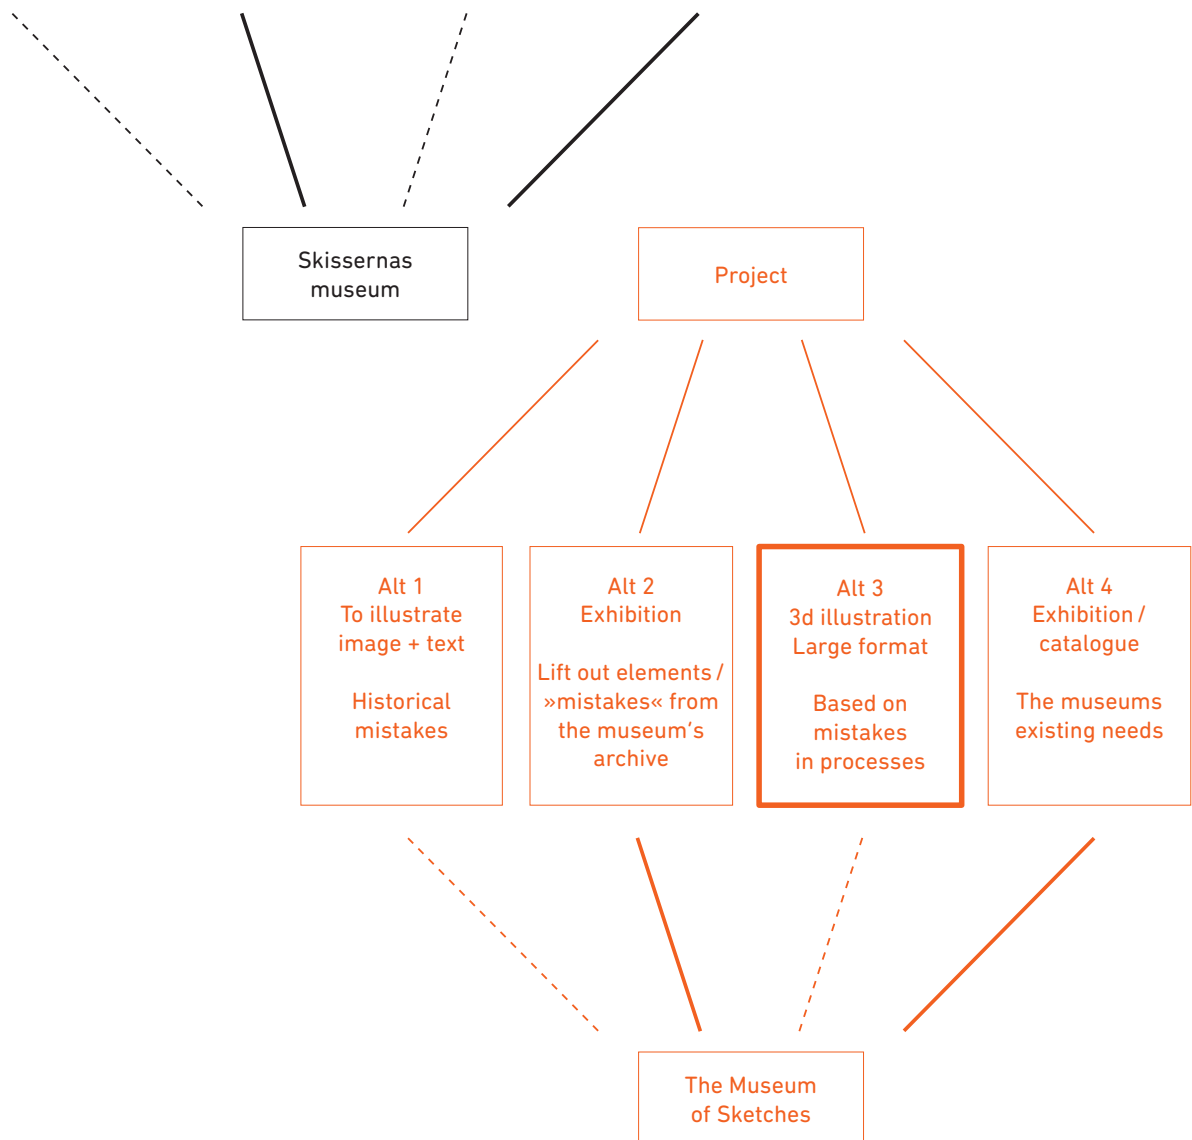 Skissernas
museum
Project
Alt 1
To illustrate
image + text
Historical
mistakes
Alt 2
Exhibition
Lift out elements /
»mistakes« from
the museum's
archive
Alt 3
3d illustration
Large format
Based on
mistakes
in processes
Alt 4
Exhibition /
catalogue
The museums
existing needs
The Museum
of Sketches